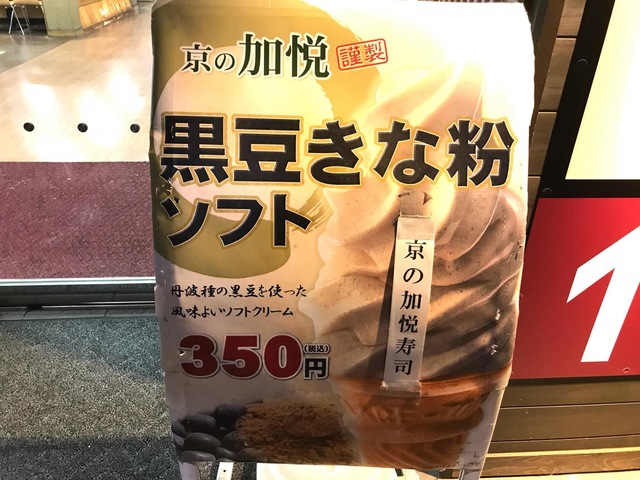 京の加悦 謹製
黒豆きな粉
ソフト
丹波種の黒豆を使った
風味よいソフトクリーム
350円(税込)
京の加悦寿司
1